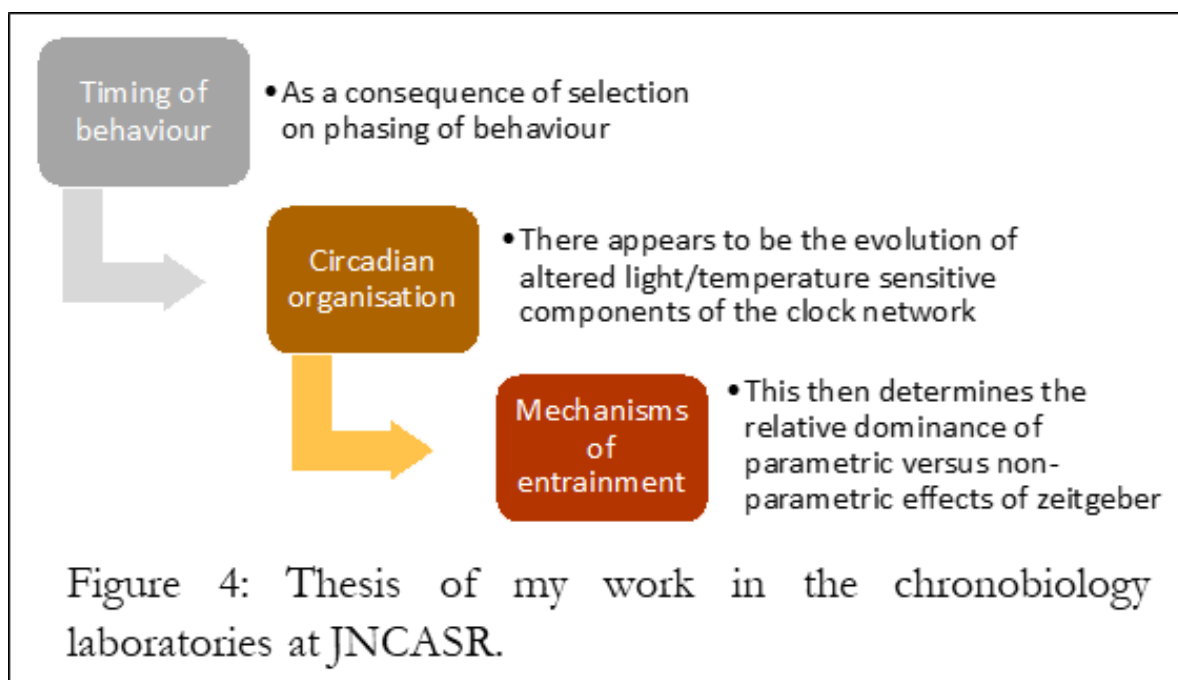 Timing of
behaviour
•As a consequence of selection
on phasing of behaviour
Circadian
organisation
•There appears to be the evolution of
altered light/temperature sensitive
components of the clock network
Mechanisms
of
entrainment
•This then determines the
relative dominance of
parametric versus non-
parametric effects of zeitgeber
Figure 4: Thesis of my work in the chronobiology
laboratories at JNCASR.